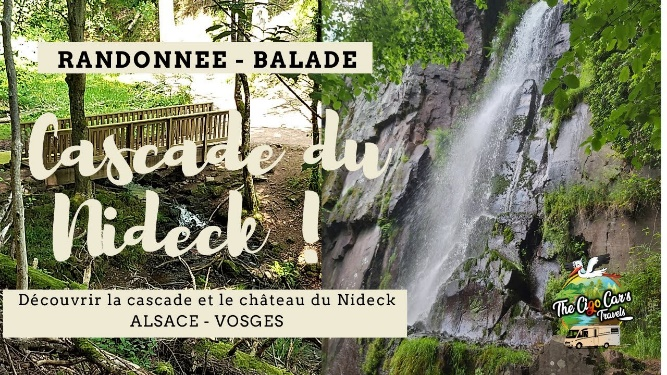 RANDONNEE - BALADE
Cascade du
Nideck !
Découvrir la cascade et le château du Nideck
ALSACE - VOSGES
The Cigo Car's
Travels